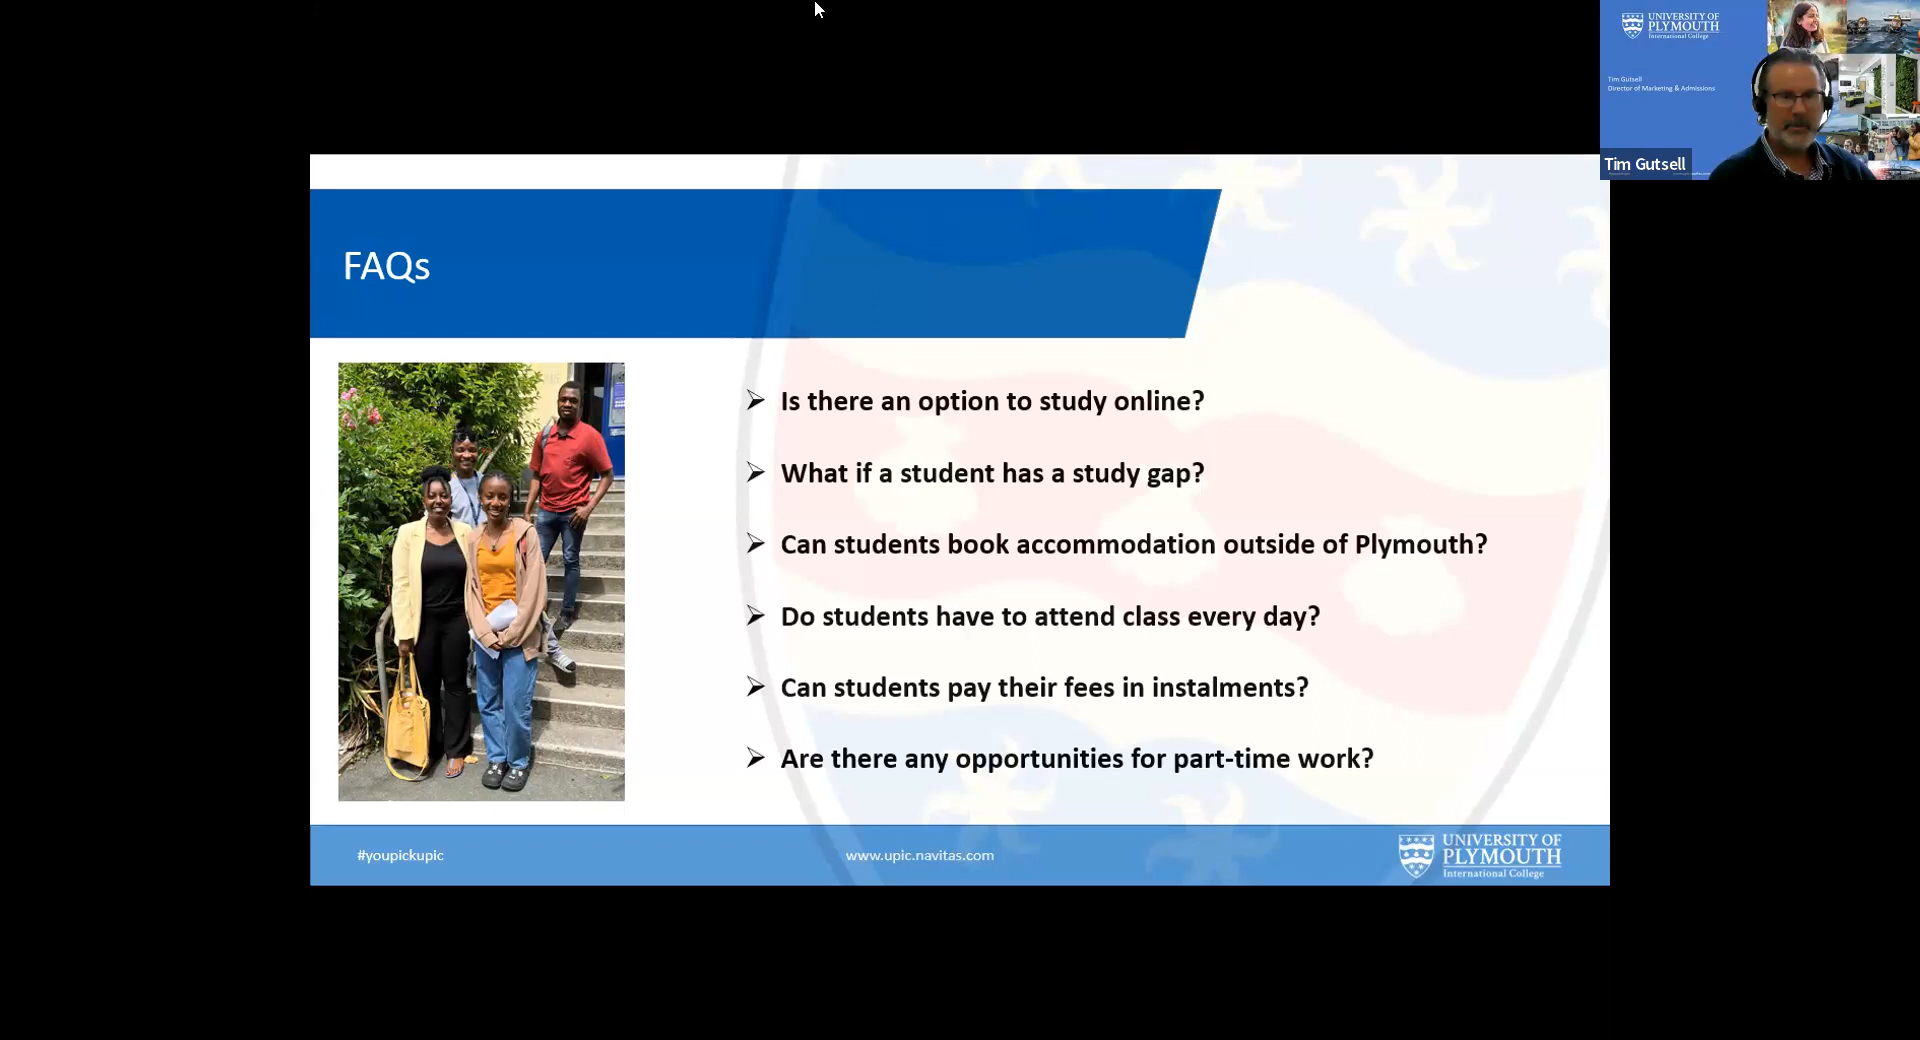 UNIVERSITY OF
PLYMOUTH
International College
Tim Gutsell
Director of Marketing & Admissions
Tim Gutsell
FAQs
Is there an option to study online?
What if a student has a study gap?
Can students book accommodation outside of Plymouth?
Do students have to attend class every day?
Can students pay their fees in instalments?
Are there any opportunities for part-time work?
#youpickupic
www.upic.navitas.com
UNIVERSITY OF
PLYMOUTH
International College